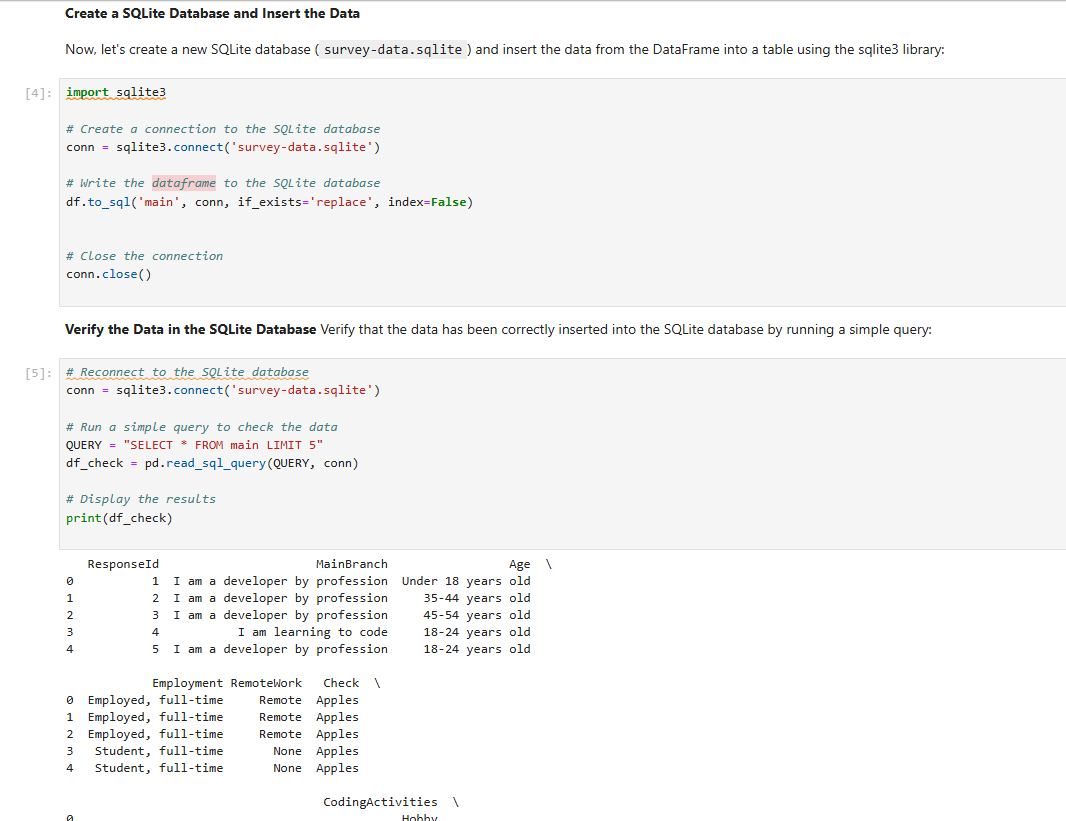 Create a SQLite Database and Insert the Data
Now, let's create a new SQLite database ( survey-data.sqlite ) and insert the data from the DataFrame into a table using the sqlite3 library:
[4]: import sqlite3
# Create a connection to the SQLite database
conn = sqlite3.connect('survey-data.sqlite')
# Write the dataframe to the SQLite database
df.to_sql('main', conn, if_exists='replace', index=False)
# Close the connection
conn.close()
Verify the Data in the SQLite Database Verify that the data has been correctly inserted into the SQLite database by running a simple query:
[5]: # Reconnect to the SQLite database
conn = sqlite3.connect('survey-data.sqlite')
# Run a simple query to check the data
QUERY = "SELECT * FROM main LIMIT 5"
df_check = pd.read_sql_query(QUERY, conn)
# Display the results
print(df_check)
ResponseId MainBranch Age \
0 1 I am a developer by profession Under 18 years old
1 2 I am a developer by profession 35-44 years old
2 3 I am a developer by profession 45-54 years old
3 4 I am learning to code 18-24 years old
4 5 I am a developer by profession 18-24 years old
Employment RemoteWork Check \
0 Employed, full-time Remote Apples
1 Employed, full-time Remote Apples
2 Employed, full-time Remote Apples
3 Student, full-time None Apples
4 Student, full-time None Apples
CodingActivities \
0 Hobby